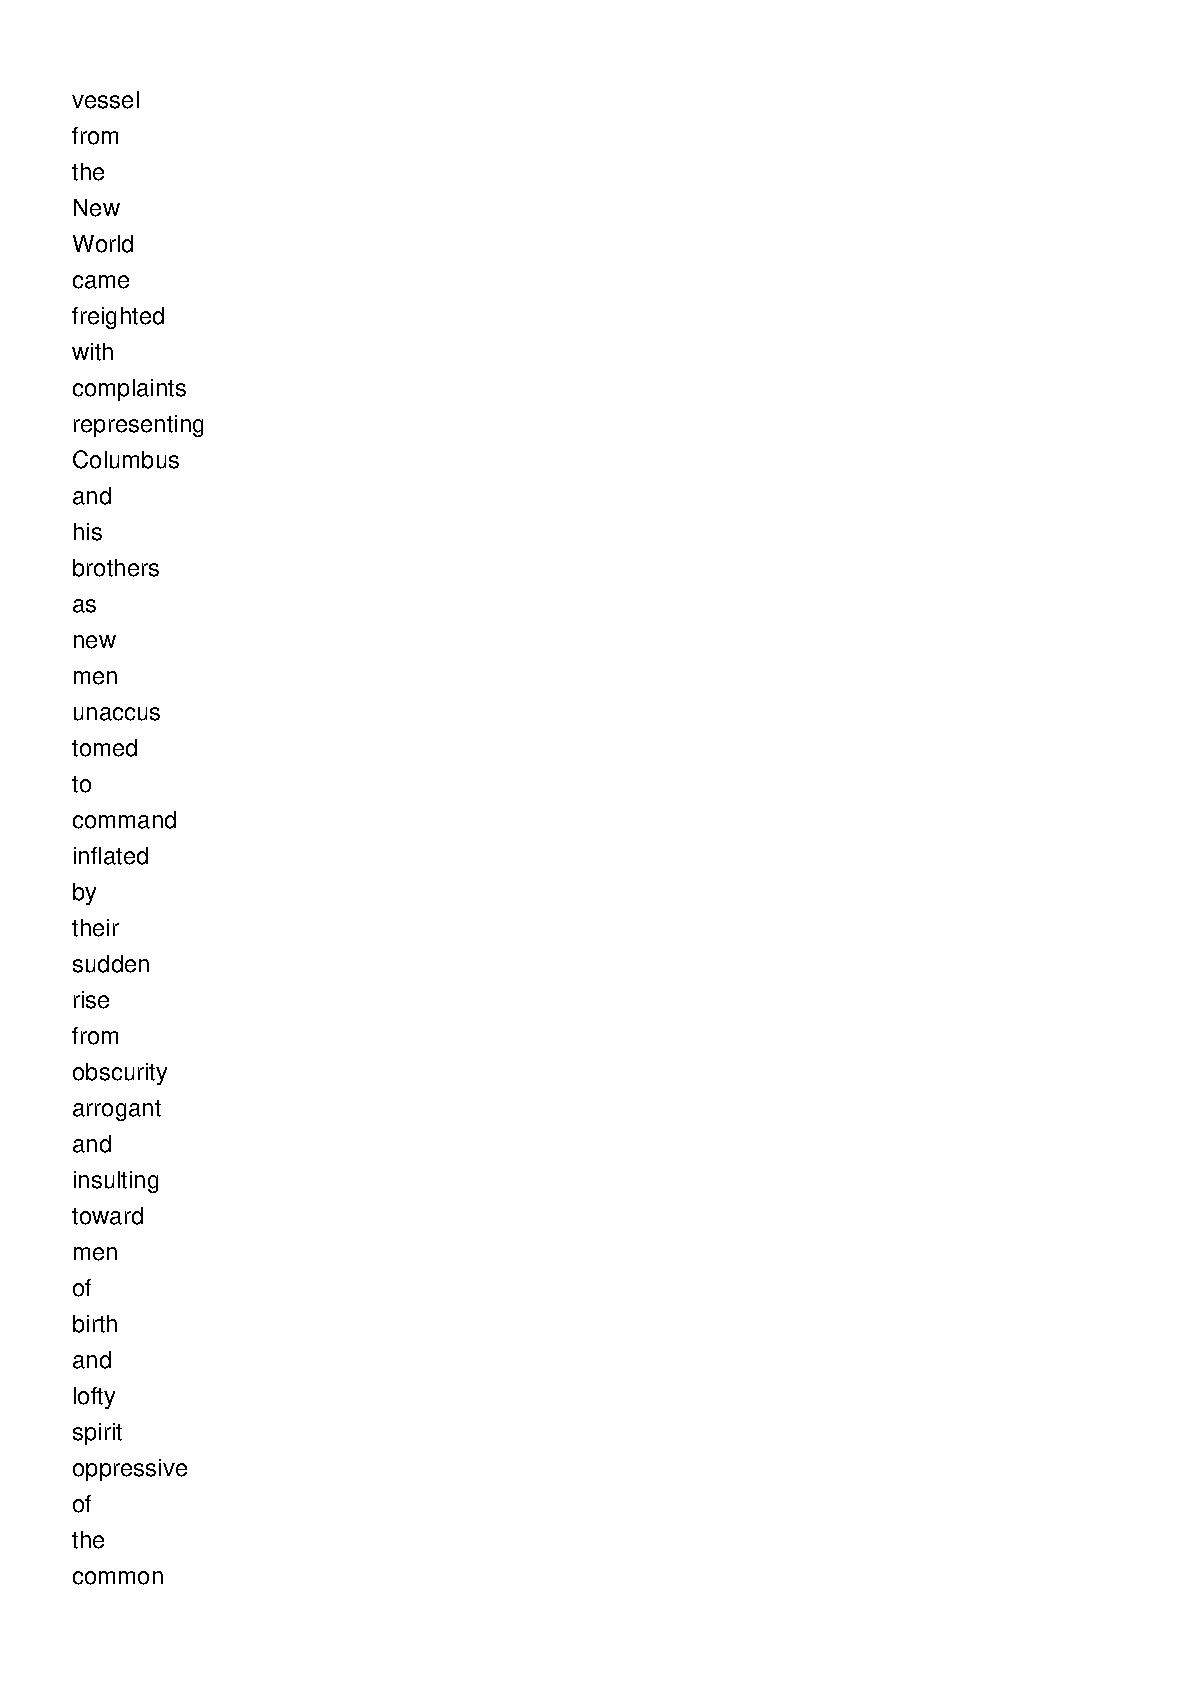 vessel
from
the
New
World
came
freighted
with
complaints
representing
Columbus
and
his
brothers
as
new
men
unaccus
tomed
to
command
inflated
by
their
sudden
rise
from
obscurity
arrogant
and
insulting
toward
men
of
birth
and
lofty
spirit
oppressive
of
the
common